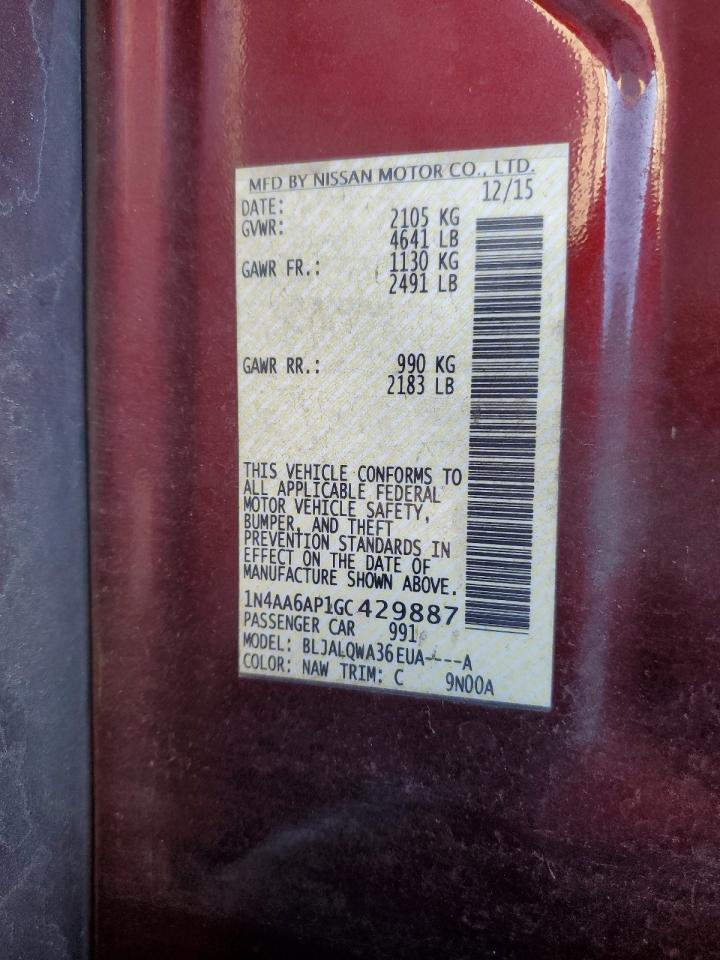 MFD BY NISSAN MOTOR CO., LTD.
DATE: 12/15
GVWR: 2105 KG
4641 LB
GAWR FR.: 1130 KG
2491 LB
GAWR RR.: 990 KG
2183 LB
THIS VEHICLE CONFORMS TO
ALL APPLICABLE FEDERAL
MOTOR VEHICLE SAFETY,
BUMPER, AND THEFT
PREVENTION STANDARDS IN
EFFECT ON THE DATE OF
MANUFACTURE SHOWN ABOVE.
1N4AA6AP1GC429887
PASSENGER CAR 991
MODEL: BLJALQWA36EUA----A
COLOR: NAW TRIM: C 9N00A